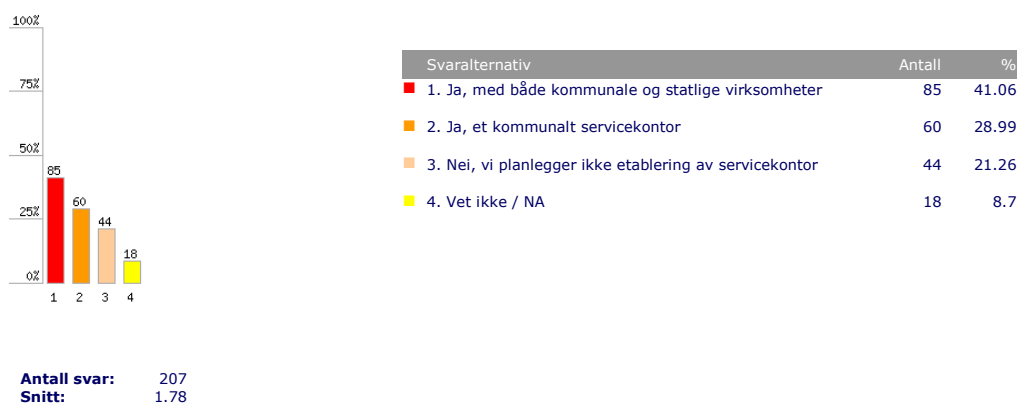 100%
75%
50%
25%
0%
85
60
44
18
1 2 3 4
Svaralternativ Antall %
1. Ja, med både kommunale og statlige virksomheter 85 41.06
2. Ja, et kommunalt servicekontor 60 28.99
3. Nei, vi planlegger ikke etablering av servicekontor 44 21.26
4. Vet ikke / NA 18 8.7
Antall svar: 207
Snitt: 1.78